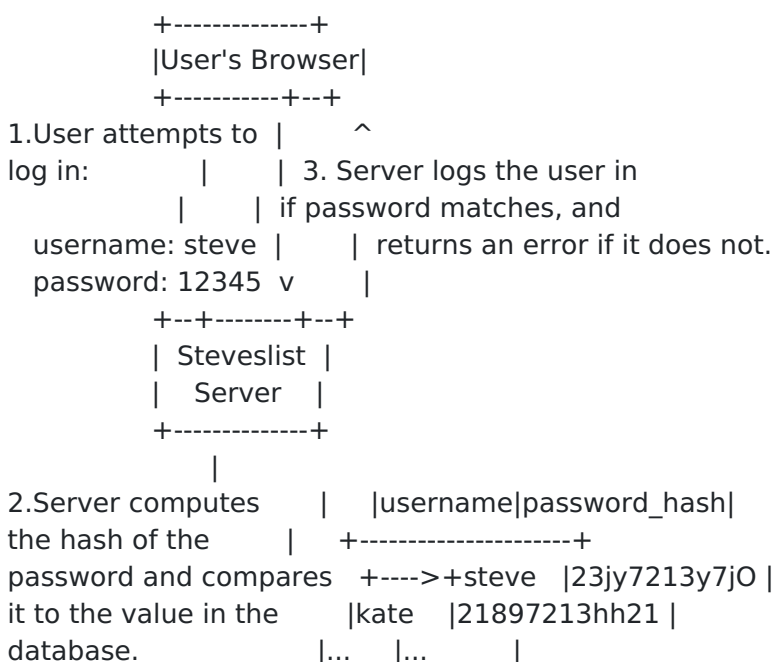 +--------------+
|User's Browser|
+-----------+--+
1.User attempts to | ^
log in: | | 3. Server logs the user in
| | if password matches, and
username: steve | | returns an error if it does not.
password: 12345 v |
+--+--------+--+
| Steveslist |
| Server |
+--------------+
|
2.Server computes | |username|password_hash|
the hash of the | +----------------------+
password and compares +---->+steve |23jy7213y7jO |
it to the value in the |kate |21897213hh21 |
database. |... |... |